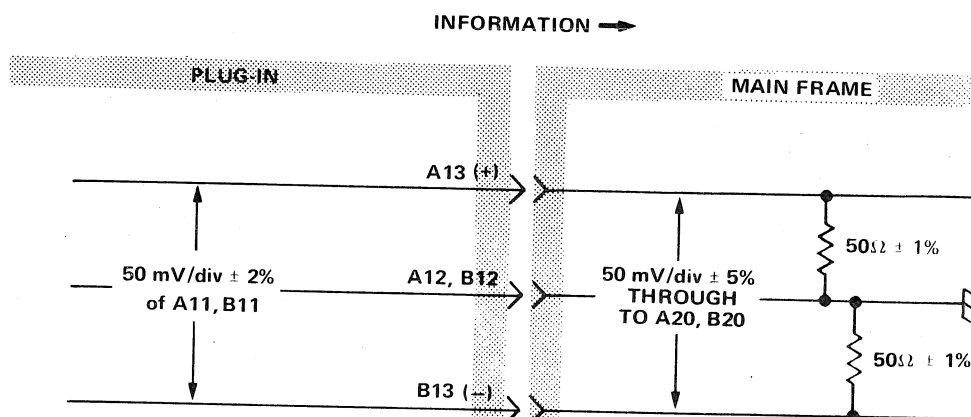 INFORMATION
PLUG-IN
MAIN FRAME
A13 (+)
50Ω ± 1%
50 mV/div ± 2%
of A11, B11
A12, B12
50 mV/div ± 5%
THROUGH
TO A20, B20
50Ω ± 1%
B13 (-)